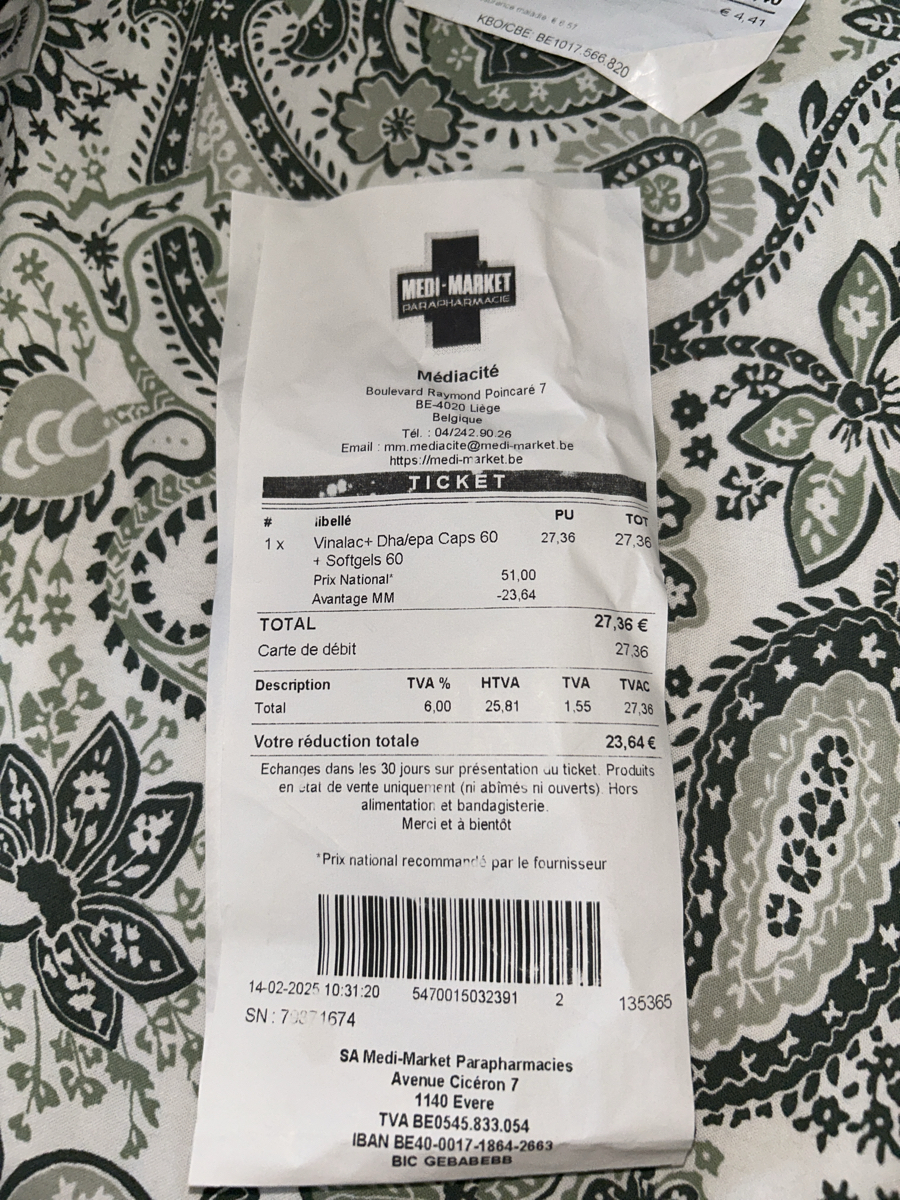 € 4,41
KBO/CBE: BE1017.566.820
MEDI-MARKET
PARAPHARMACIE
Médiacité
Boulevard Raymond Poincaré 7
BE-4020 Liège
Belgique
Tél. : 04/242.90.26
Email : mm.mediacite@medi-market.be
https://medi-market.be
TICKET
# libellé PU TOT
1 x Vinalac+ Dha/epa Caps 60 27,36 27,36
+ Softgels 60
Prix National* 51,00
Avantage MM -23,64
TOTAL 27,36 €
Carte de débit 27,36
Description TVA % HTVA TVA TVAC
Total 6,00 25,81 1,55 27,36
Votre réduction totale 23,64 €
Echanges dans les 30 jours sur présentation du ticket. Produits
en état de vente uniquement (ni abîmés ni ouverts). Hors
alimentation et bandagisterie.
Merci et à bientôt
*Prix national recommandé par le fournisseur
14-02-2025 10:31:20 5470015032391 2 135365
SN :
SA Medi-Market Parapharmacies
Avenue Cicéron 7
1140 Evere
TVA BE0545.833.054
IBAN BE40-0017-1864-2663
BIC GEBABEBB